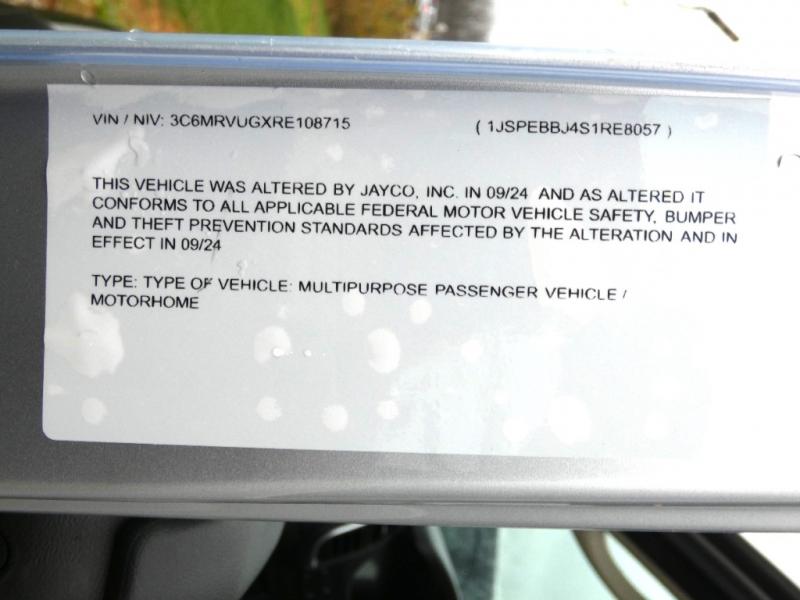 VIN / NIV: 3C6MRVUGXRE108715 ( 1JSPEBBJ4S1RE8057 )
THIS VEHICLE WAS ALTERED BY JAYCO, INC. IN 09/24 AND AS ALTERED IT
CONFORMS TO ALL APPLICABLE FEDERAL MOTOR VEHICLE SAFETY, BUMPER
AND THEFT PREVENTION STANDARDS AFFECTED BY THE ALTERATION AND IN
EFFECT IN 09/24
TYPE: TYPE OF VEHICLE: MULTIPURPOSE PASSENGER VEHICLE /
MOTORHOME